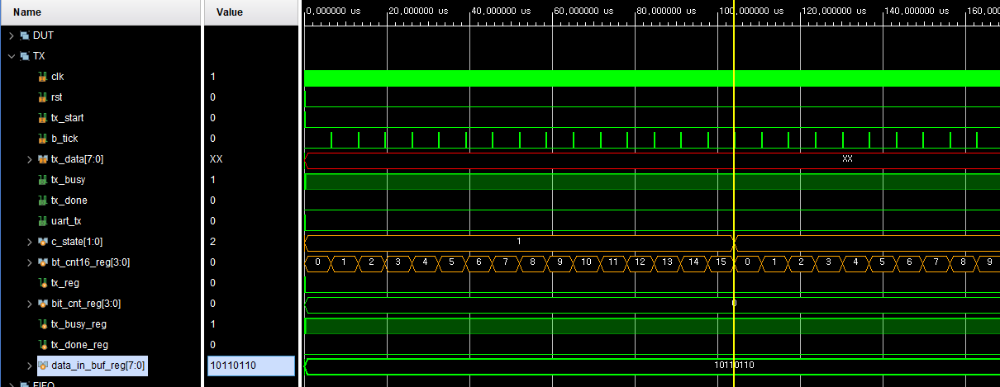 Name Value 0,000000 us 20,000000 us 40,000000 us 60,000000 us 80,000000 us 100,000000 us 120,000000 us 140,000000 us 160,00
DUT
TX
clk 1
rst 0
tx_start 0
b_tick 0
tx_data[7:0] XX XX
tx_busy 1
tx_done 0
uart_tx 0
c_state[1:0] 2 1
bt_cnt16_reg[3:0] 0 0 1 2 3 4 5 6 7 8 9 10 11 12 13 14 15 0 1 2 3 4 5 6 7 8 9
tx_reg 0
bit_cnt_reg[3:0] 0 0
tx_busy_reg 1
tx_done_reg 0
data_in_buf_reg[7:0] 10110110 10110110
FIFO